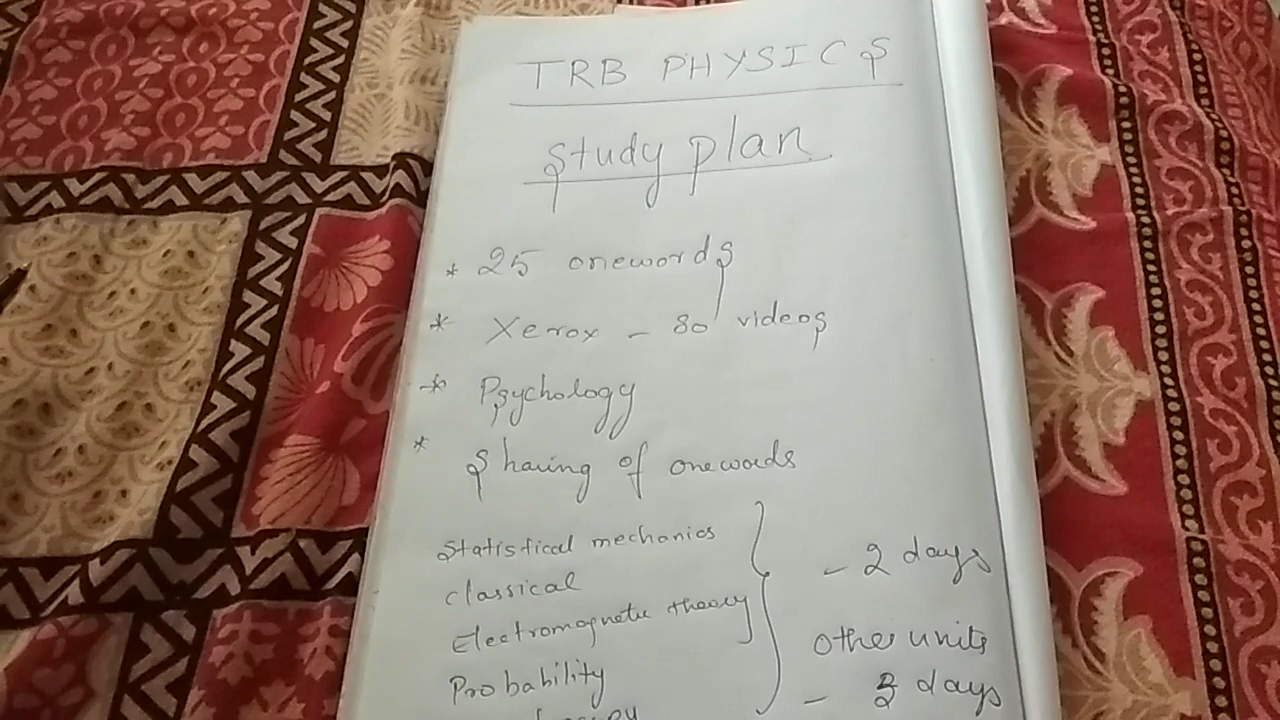 TRB PHYSICS
Study plan
* 25 onewords
* Xerox - 80 videos
* Psychology
* Sharing of onewords
Statistical mechanics
classical
Electromagnetic theory
Probability
- 2 days
other units
- 3 days